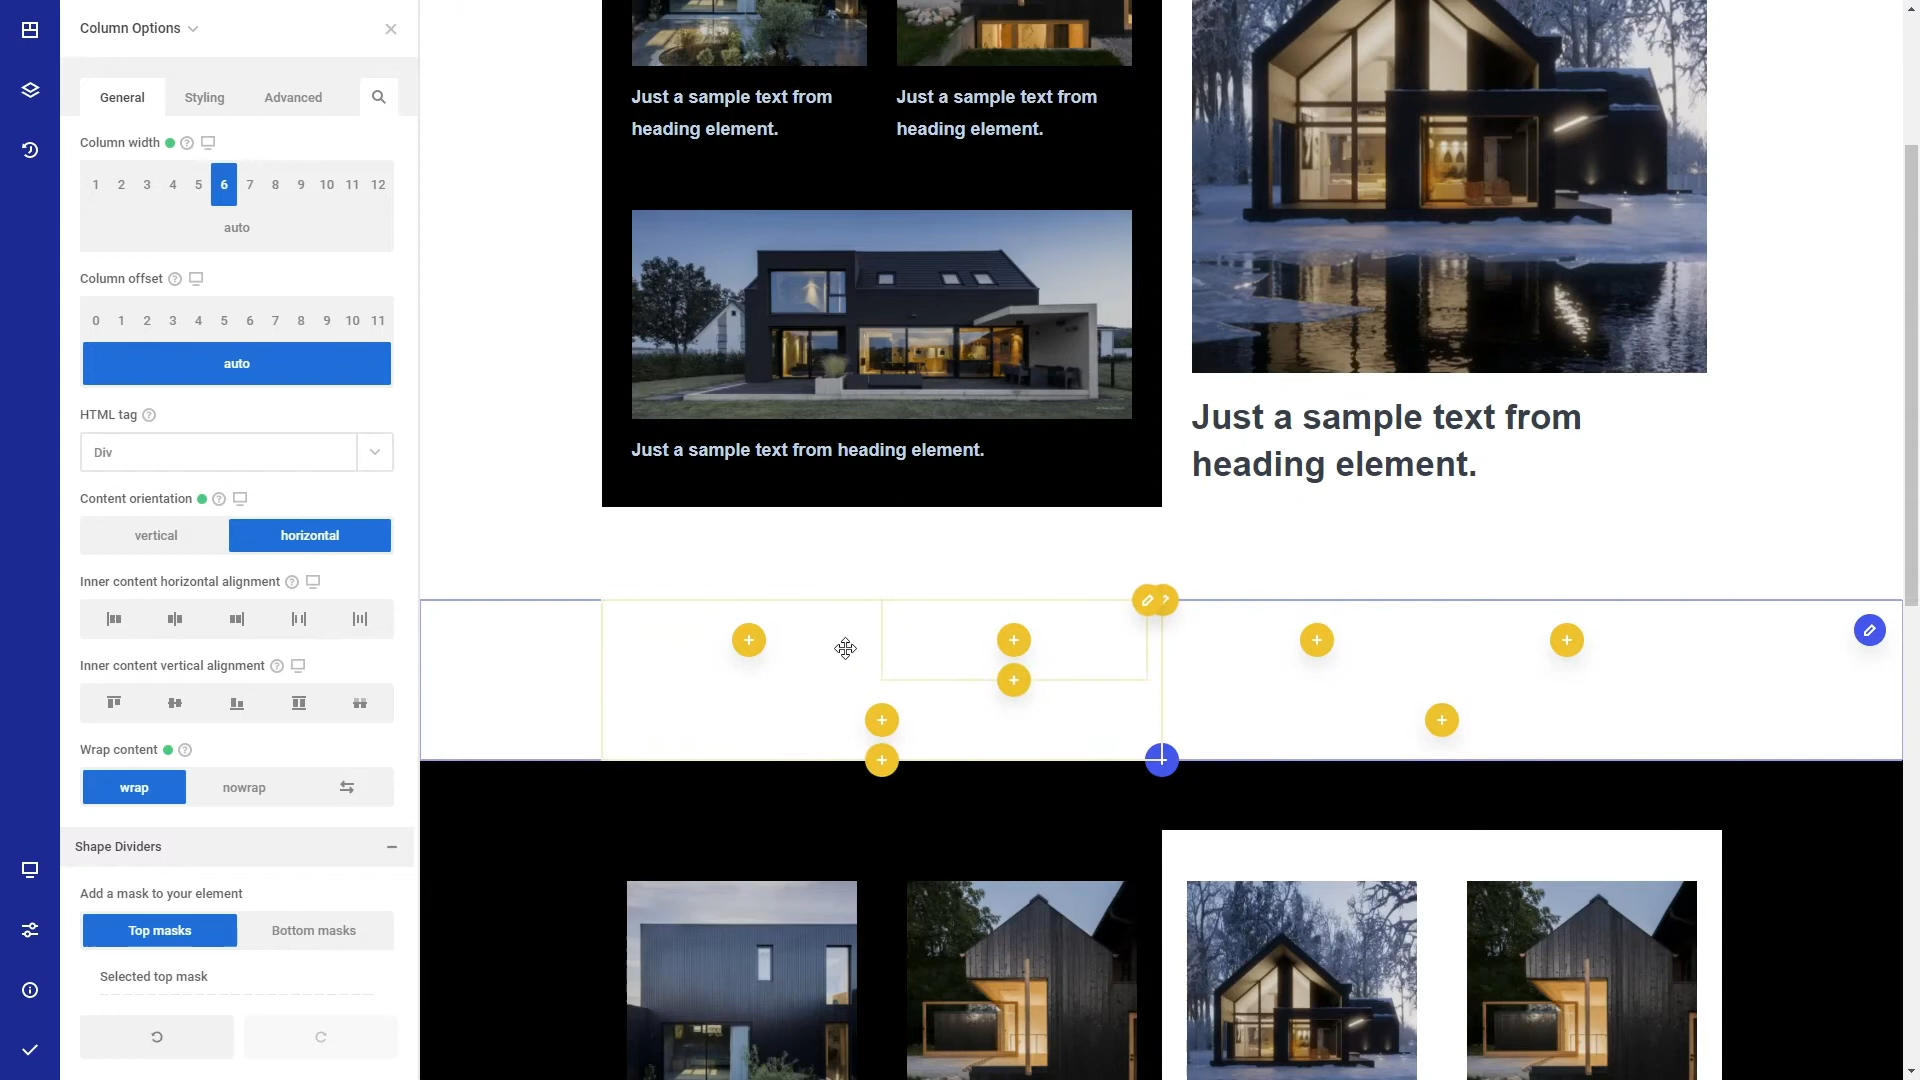 Column Options
General Styling Advanced
Column width
1 2 3 4 5 6 7 8 9 10 11 12
auto
Column offset
0 1 2 3 4 5 6 7 8 9 10 11
auto
HTML tag
Div
Content orientation
vertical horizontal
Inner content horizontal alignment
Inner content vertical alignment
Wrap content
wrap nowrap
Shape Dividers
Add a mask to your element
Top masks Bottom masks
Selected top mask
Just a sample text from
heading element.
Just a sample text from
heading element.
Just a sample text from heading element.
Just a sample text from
heading element.